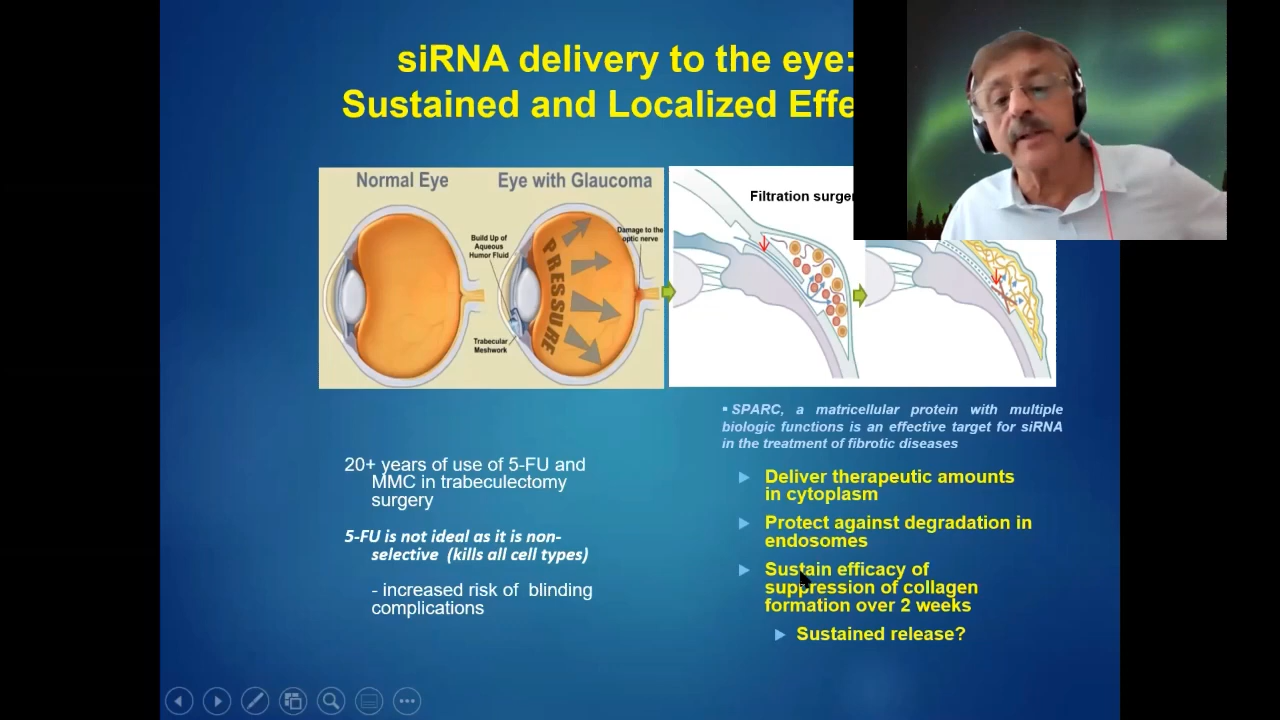 siRNA delivery to the eye:
Sustained and Localized Effe
Normal Eye
Eye with Glaucoma
Build Up of
Aqueous
Humor Fluid
Damage to the
optic nerve
PRESSURE
Trabecular
Meshwork
Filtration surger
▪ SPARC, a matricellular protein with multiple
biologic functions is an effective target for siRNA
in the treatment of fibrotic diseases
20+ years of use of 5-FU and
MMC in trabeculectomy
surgery
5-FU is not ideal as it is non-
selective (kills all cell types)
- increased risk of blinding
complications
Deliver therapeutic amounts
in cytoplasm
Protect against degradation in
endosomes
Sustain efficacy of
suppression of collagen
formation over 2 weeks
Sustained release?